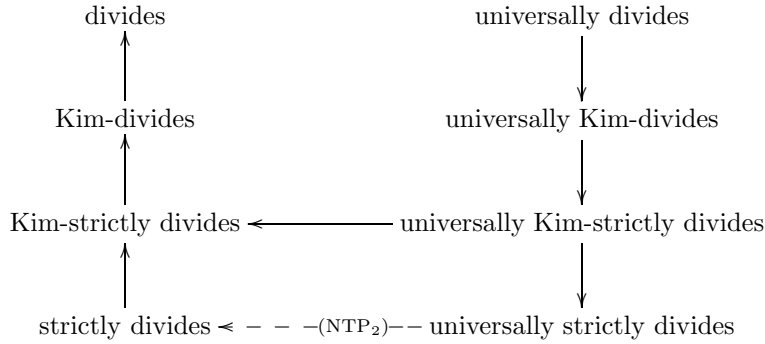 divides universally divides
Kim-divides universally Kim-divides
Kim-strictly divides universally Kim-strictly divides
strictly divides (NTP₂) universally strictly divides